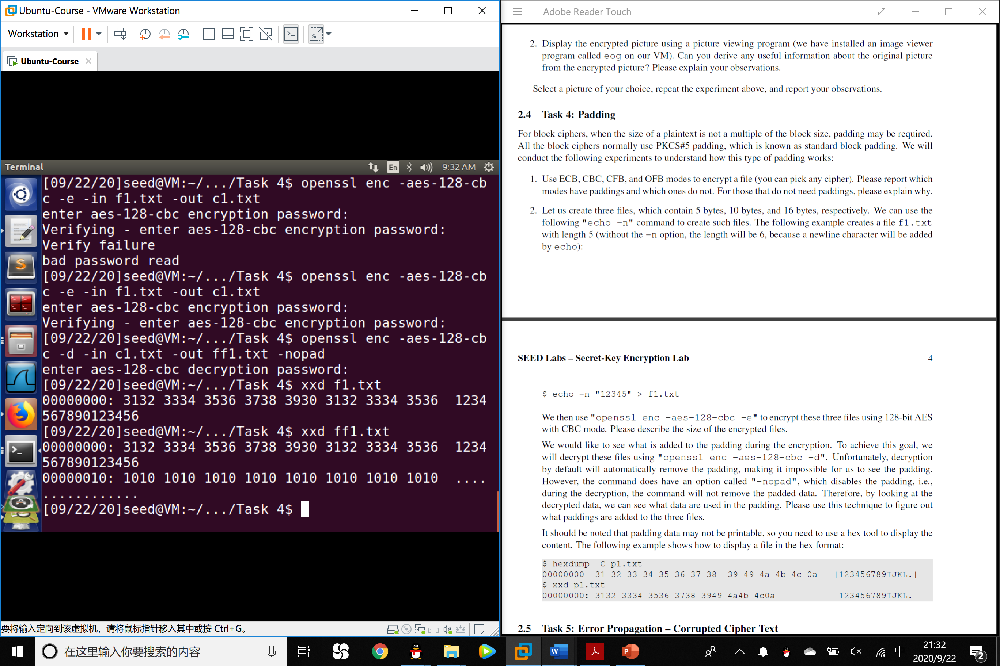 Ubuntu-Course - VMware Workstation
Workstation
Ubuntu-Course
Terminal
En
9:32 AM
[09/22/20]seed@VM:~/.../Task 4$ openssl enc -aes-128-cb
c -e -in f1.txt -out c1.txt
enter aes-128-cbc encryption password:
Verifying - enter aes-128-cbc encryption password:
Verify failure
bad password read
[09/22/20]seed@VM:~/.../Task 4$ openssl enc -aes-128-cb
c -e -in f1.txt -out c1.txt
enter aes-128-cbc encryption password:
Verifying - enter aes-128-cbc encryption password:
[09/22/20]seed@VM:~/.../Task 4$ openssl enc -aes-128-cb
c -d -in c1.txt -out ff1.txt -nopad
enter aes-128-cbc decryption password:
[09/22/20]seed@VM:~/.../Task 4$ xxd f1.txt
00000000: 3132 3334 3536 3738 3930 3132 3334 3536  1234
567890123456
[09/22/20]seed@VM:~/.../Task 4$ xxd ff1.txt
00000000: 3132 3334 3536 3738 3930 3132 3334 3536  1234
567890123456
00000010: 1010 1010 1010 1010 1010 1010 1010 1010  ....
............
[09/22/20]seed@VM:~/.../Task 4$
要将输入定向到该虚拟机，请将鼠标指针移入其中或按 Ctrl+G。
Adobe Reader Touch
2. Display the encrypted picture using a picture viewing program (we have installed an image viewer
program called eog on our VM). Can you derive any useful information about the original picture
from the encrypted picture? Please explain your observations.
Select a picture of your choice, repeat the experiment above, and report your observations.
2.4 Task 4: Padding
For block ciphers, when the size of a plaintext is not a multiple of the block size, padding may be required.
All the block ciphers normally use PKCS#5 padding, which is known as standard block padding. We will
conduct the following experiments to understand how this type of padding works:
1. Use ECB, CBC, CFB, and OFB modes to encrypt a file (you can pick any cipher). Please report which
modes have paddings and which ones do not. For those that do not need paddings, please explain why.
2. Let us create three files, which contain 5 bytes, 10 bytes, and 16 bytes, respectively. We can use the
following "echo -n" command to create such files. The following example creates a file f1.txt
with length 5 (without the -n option, the length will be 6, because a newline character will be added
by echo):
SEED Labs – Secret-Key Encryption Lab 4
$ echo -n "12345" > f1.txt
We then use "openssl enc -aes-128-cbc -e" to encrypt these three files using 128-bit AES
with CBC mode. Please describe the size of the encrypted files.
We would like to see what is added to the padding during the encryption. To achieve this goal, we
will decrypt these files using "openssl enc -aes-128-cbc -d". Unfortunately, decryption
by default will automatically remove the padding, making it impossible for us to see the padding.
However, the command does have an option called "-nopad", which disables the padding, i.e.,
during the decryption, the command will not remove the padded data. Therefore, by looking at the
decrypted data, we can see what data are used in the padding. Please use this technique to figure out
what paddings are added to the three files.
It should be noted that padding data may not be printable, so you need to use a hex tool to display the
content. The following example shows how to display a file in the hex format:
$ hexdump -C p1.txt
00000000  31 32 33 34 35 36 37 38  39 49 4a 4b 4c 0a  |123456789IJKL.|
$ xxd p1.txt
00000000: 3132 3334 3536 3738 3949 4a4b 4c0a  123456789IJKL.
2.5 Task 5: Error Propagation – Corrupted Cipher Text
在这里输入你要搜索的内容
中
21:32
2020/9/22
2